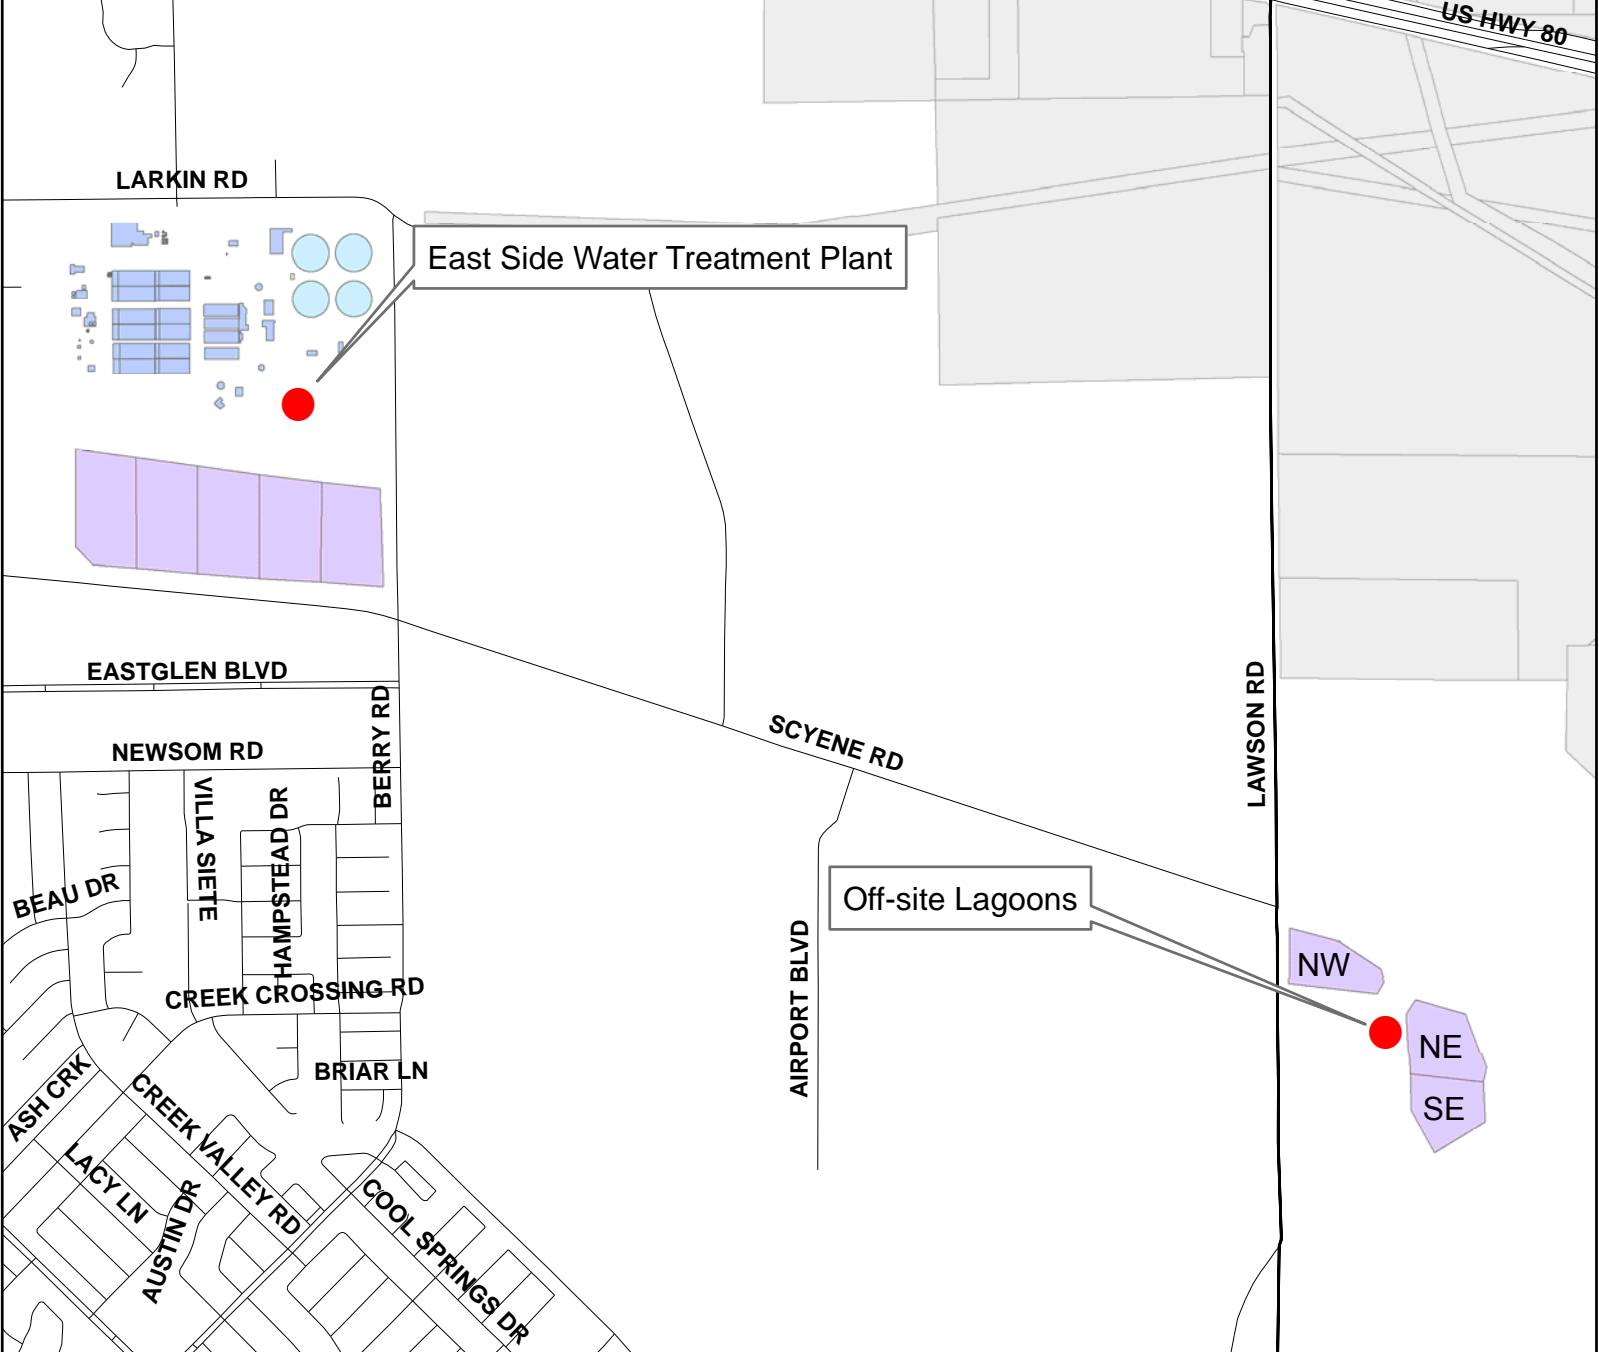 US HWY 80
LARKIN RD
East Side Water Treatment Plant
EASTGLEN BLVD
BERRY RD
NEWSOM RD
SCYENE RD
LAWSON RD
VILLA SIETE
HAMPSTEAD DR
BEAU DR
Off-site Lagoons
AIRPORT BLVD
NW
CREEK CROSSING RD
NE
BRIAR LN
ASH CRK
SE
CREEK VALLEY RD
LACY LN
AUSTIN DR
COOL SPRINGS DR